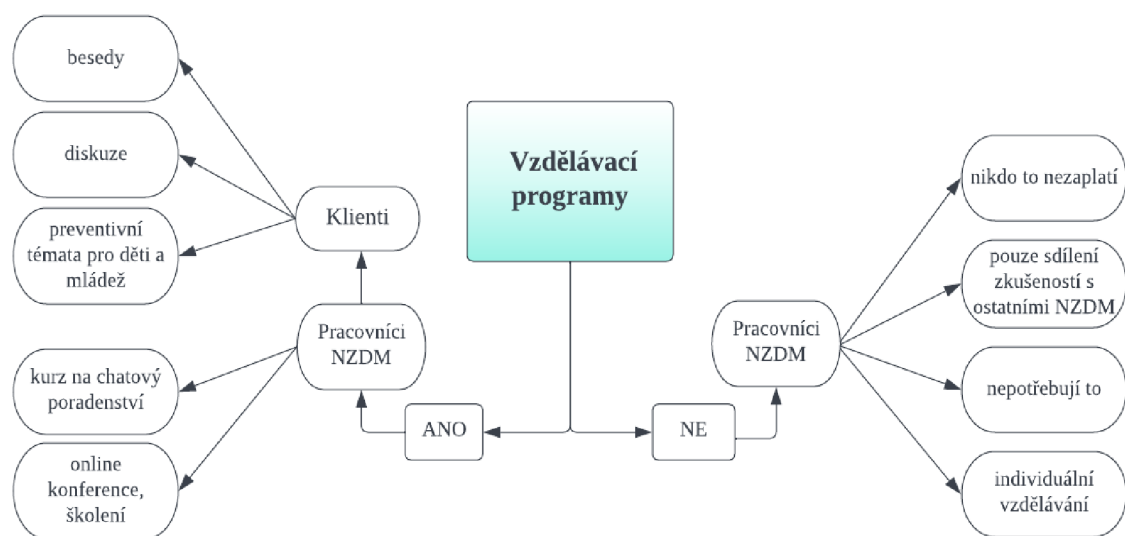 besedy
diskuze
preventivní
témata pro děti a
mládež
Klienti
Pracovníci
NZDM
kurz na chatový
poradenství
online
konference,
školení
Vzdělávací
programy
ANO
NE
Pracovníci
NZDM
nikdo to nezaplatí
pouze sdílení
zkušeností s
ostatními NZDM
nepotřebují to
individuální
vzdělávání